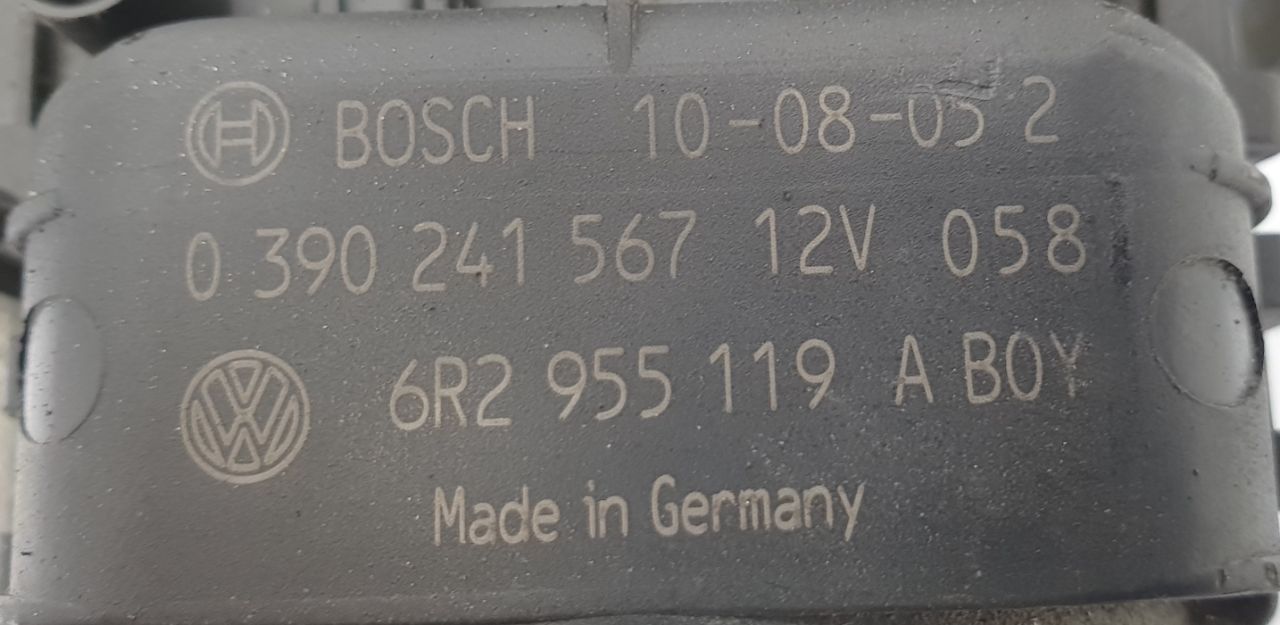 BOSCH 10-08-05 2
0 390 241 567 12V 058
6R2 955 119 A BOY
Made in Germany